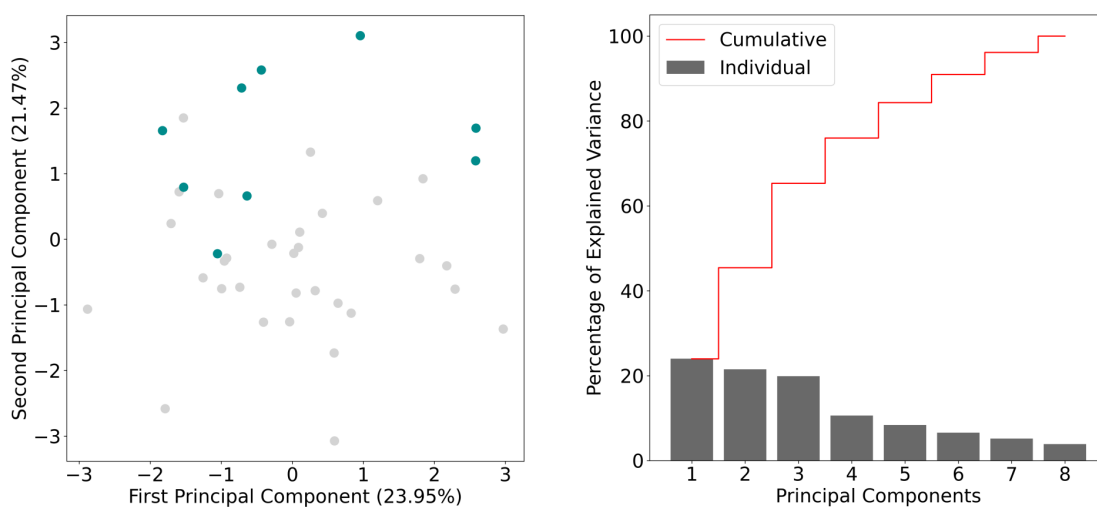 3
2
1
0
−1
−2
−3
Second Principal Component (21.47%)
−3 −2 −1 0 1 2 3
First Principal Component (23.95%)
100
80
60
40
20
0
Percentage of Explained Variance
Cumulative
Individual
1 2 3 4 5 6 7 8
Principal Components